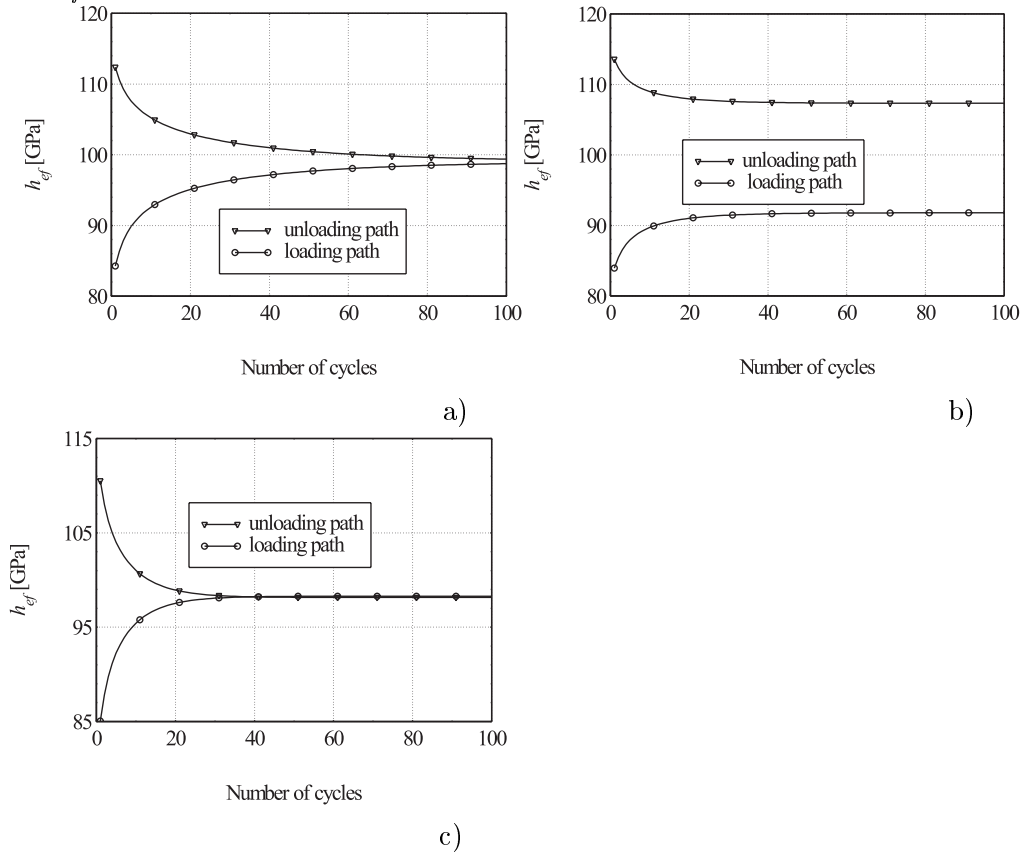 120
110
100
90
80
h_ef [GPa]
unloading path
loading path
0 20 40 60 80 100
Number of cycles
a)
120
110
100
90
80
h_ef [GPa]
unloading path
loading path
0 20 40 60 80 100
Number of cycles
b)
115
105
95
85
h_ef [GPa]
unloading path
loading path
0 20 40 60 80 100
Number of cycles
c)